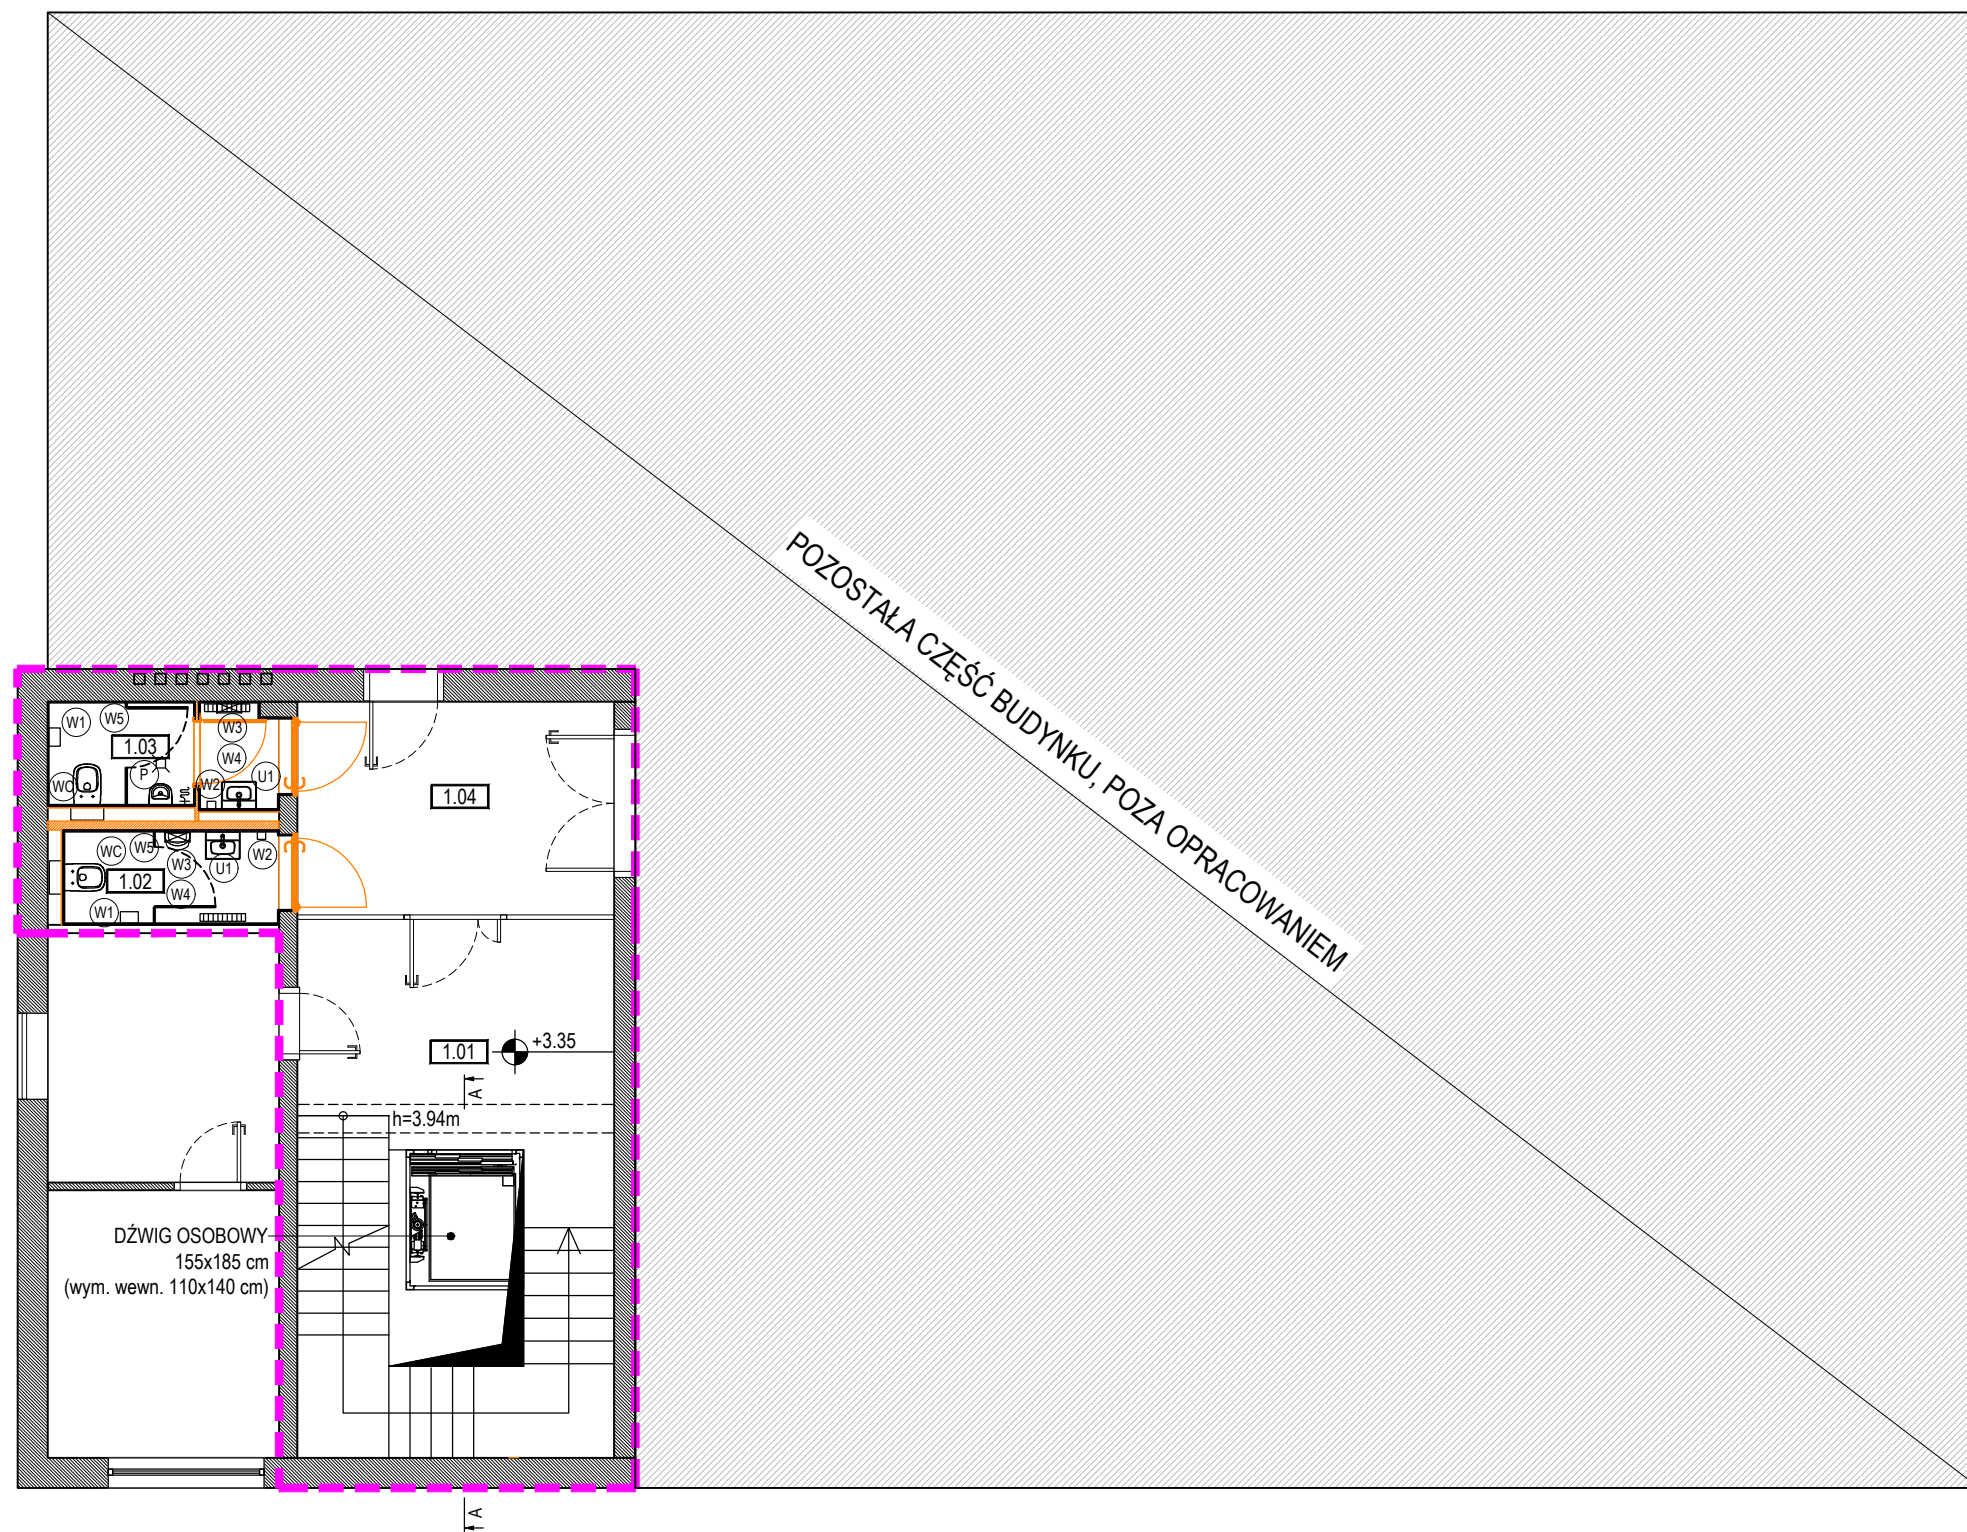 POZOSTAŁA CZĘŚĆ BUDYNKU, POZA OPRACOWANIEM
W1
W5
1.03
WC
P
W3
W4
W2
U1
1.04
WC
W5
W3
U1
W2
1.02
W4
W1
1.01
+3.35
A
h=3.94m
DŹWIG OSOBOWY
155x185 cm
(wym. wewn. 110x140 cm)
A